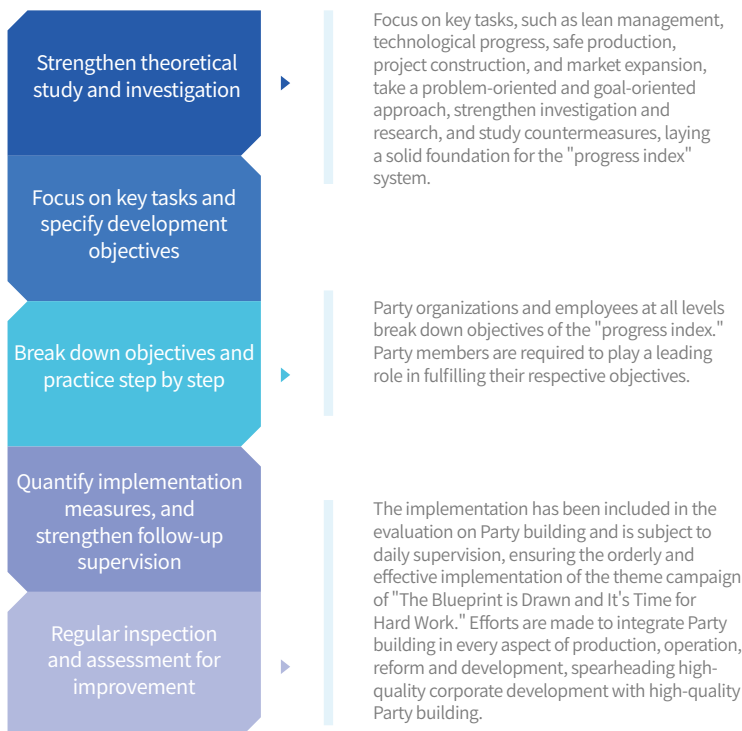 Strengthen theoretical
study and investigation
Focus on key tasks, such as lean management,
technological progress, safe production,
project construction, and market expansion,
take a problem-oriented and goal-oriented
approach, strengthen investigation and
research, and study countermeasures, laying
a solid foundation for the "progress index"
system.
Focus on key tasks and
specify development
objectives
Break down objectives and
practice step by step
Party organizations and employees at all levels
break down objectives of the "progress index."
Party members are required to play a leading
role in fulfilling their respective objectives.
Quantify implementation
measures, and
strengthen follow-up
supervision
Regular inspection
and assessment for
improvement
The implementation has been included in the
evaluation on Party building and is subject to
daily supervision, ensuring the orderly and
effective implementation of the theme campaign
of "The Blueprint is Drawn and It's Time for
Hard Work." Efforts are made to integrate Party
building in every aspect of production, operation,
reform and development, spearheading high-
quality corporate development with high-quality
Party building.